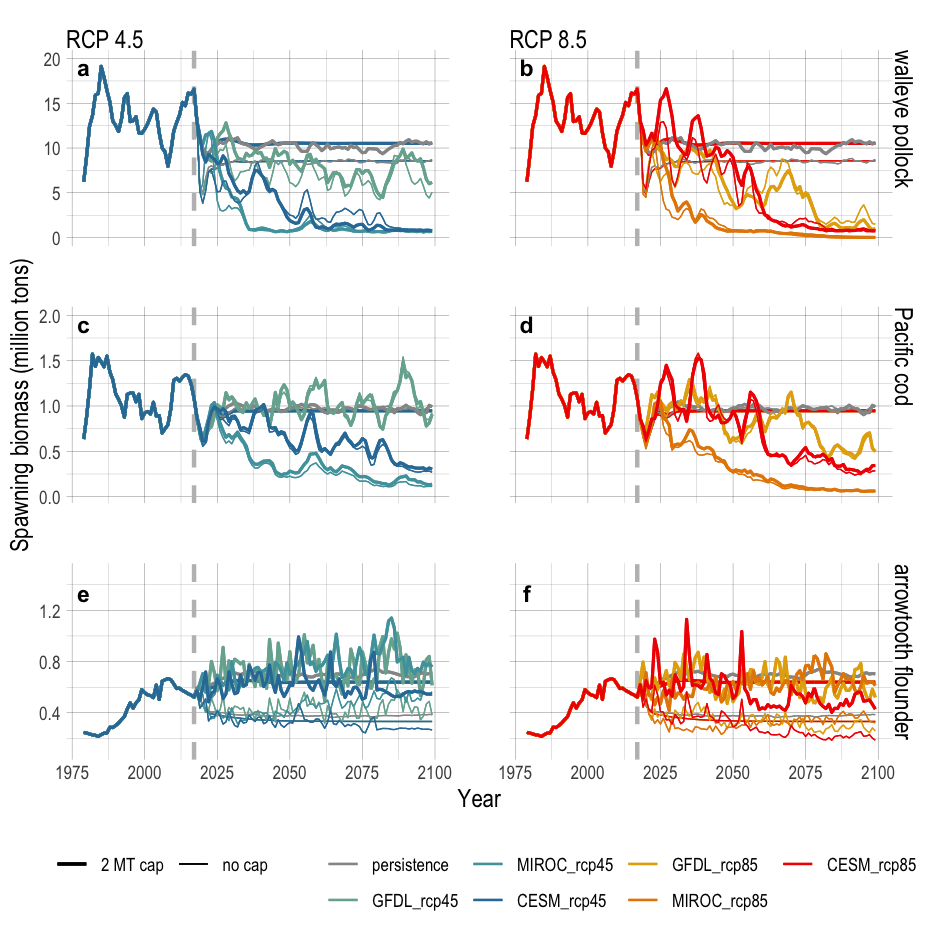 RCP 4.5
RCP 8.5
a
b
walleye pollock
20
15
10
5
0
c
d
Pacific cod
2.0
1.5
1.0
0.5
0.0
Spawning biomass (million tons)
e
f
arrowtooth flounder
1.2
0.8
0.4
1975 2000 2025 2050 2075 2100
1975 2000 2025 2050 2075 2100
Year
2 MT cap no cap persistence MIROC_rcp45 GFDL_rcp85 CESM_rcp85
GFDL_rcp45 CESM_rcp45 MIROC_rcp85